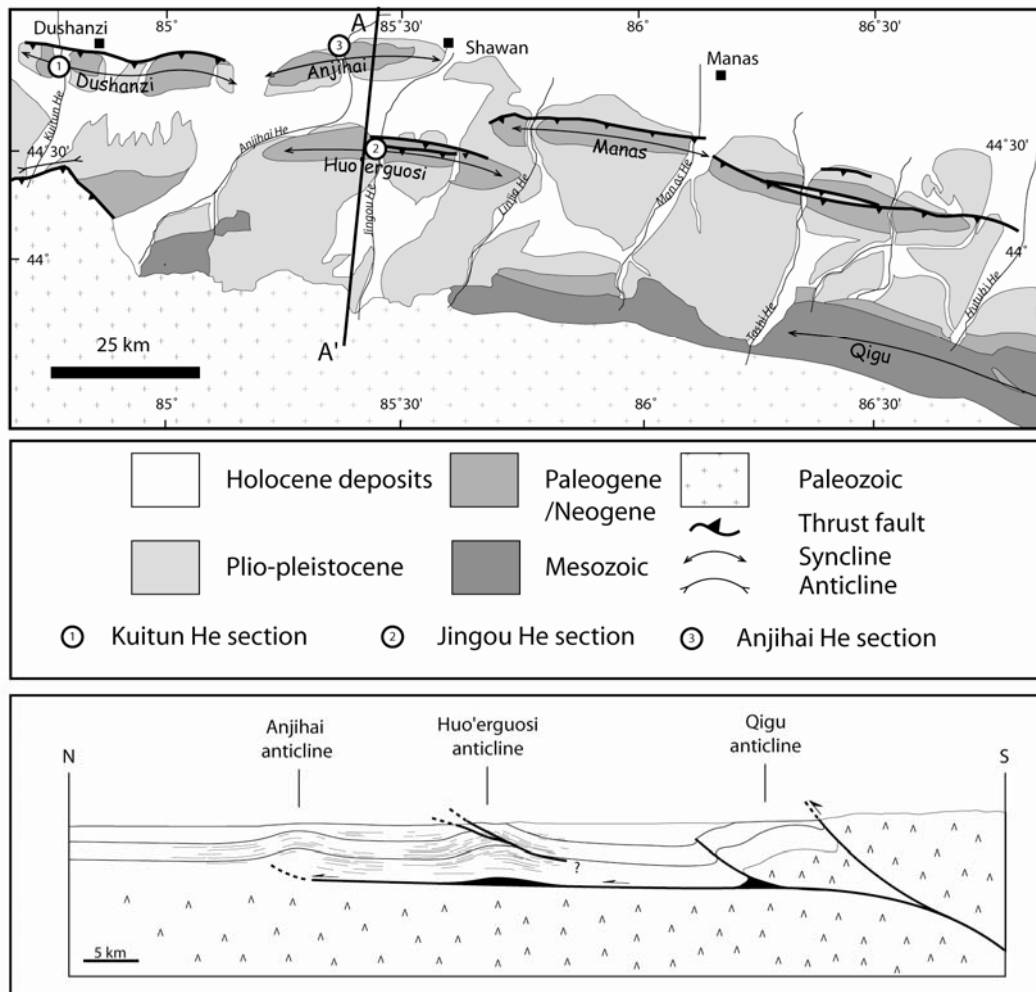 85°
A
85°30'
86°
86°30'
Dushanzi
3
Shawan
Manas
1
Anjihai
Dushanzi
Kuitun He
Anjihai He
44°30'
44°30'
2
Manas
Huo'erguosi
Jingou He
Linjia He
Manas He
44°
44°
Tashi He
Hutubi He
25 km
A'
Qigu
85°
85°30'
86°
86°30'
Holocene deposits
Paleogene
/Neogene
Paleozoic
Thrust fault
Plio-pleistocene
Mesozoic
Syncline
Anticline
1 Kuitun He section
2 Jingou He section
3 Anjihai He section
Anjihai
anticline
Huo'erguosi
anticline
Qigu
anticline
N
S
?
5 km